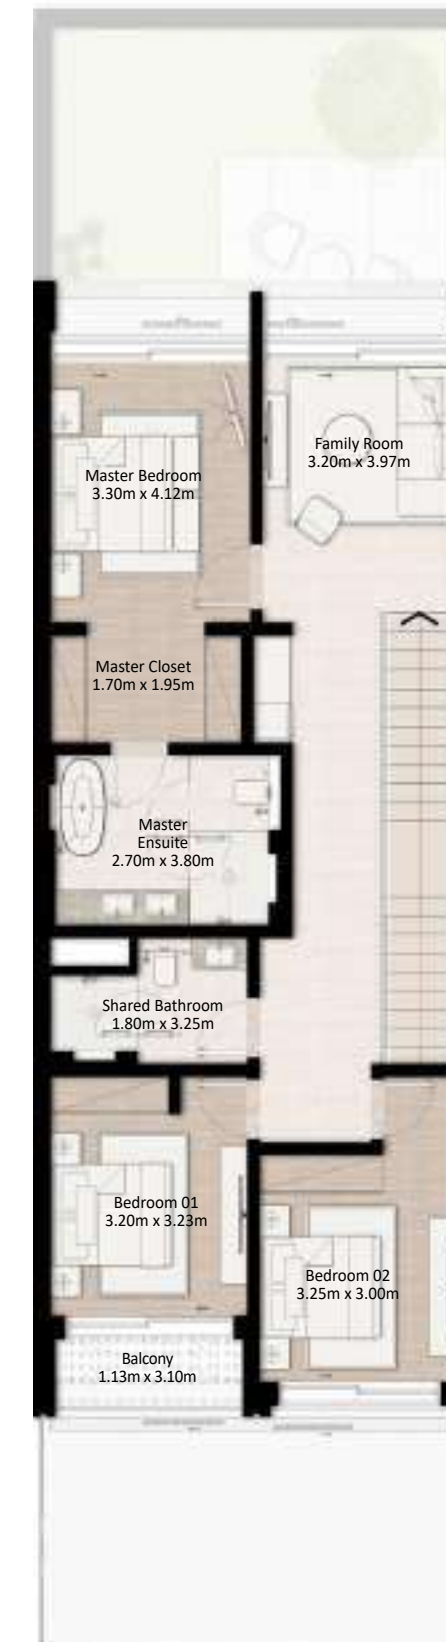 Family Room
3.20m x 3.97m
Master Bedroom
3.30m x 4.12m
Master Closet
1.70m x 1.95m
Master
Ensuite
2.70m x 3.80m
Shared Bathroom
1.80m x 3.25m
Bedroom 01
3.20m x 3.23m
Bedroom 02
3.25m x 3.00m
Balcony
1.13m x 3.10m